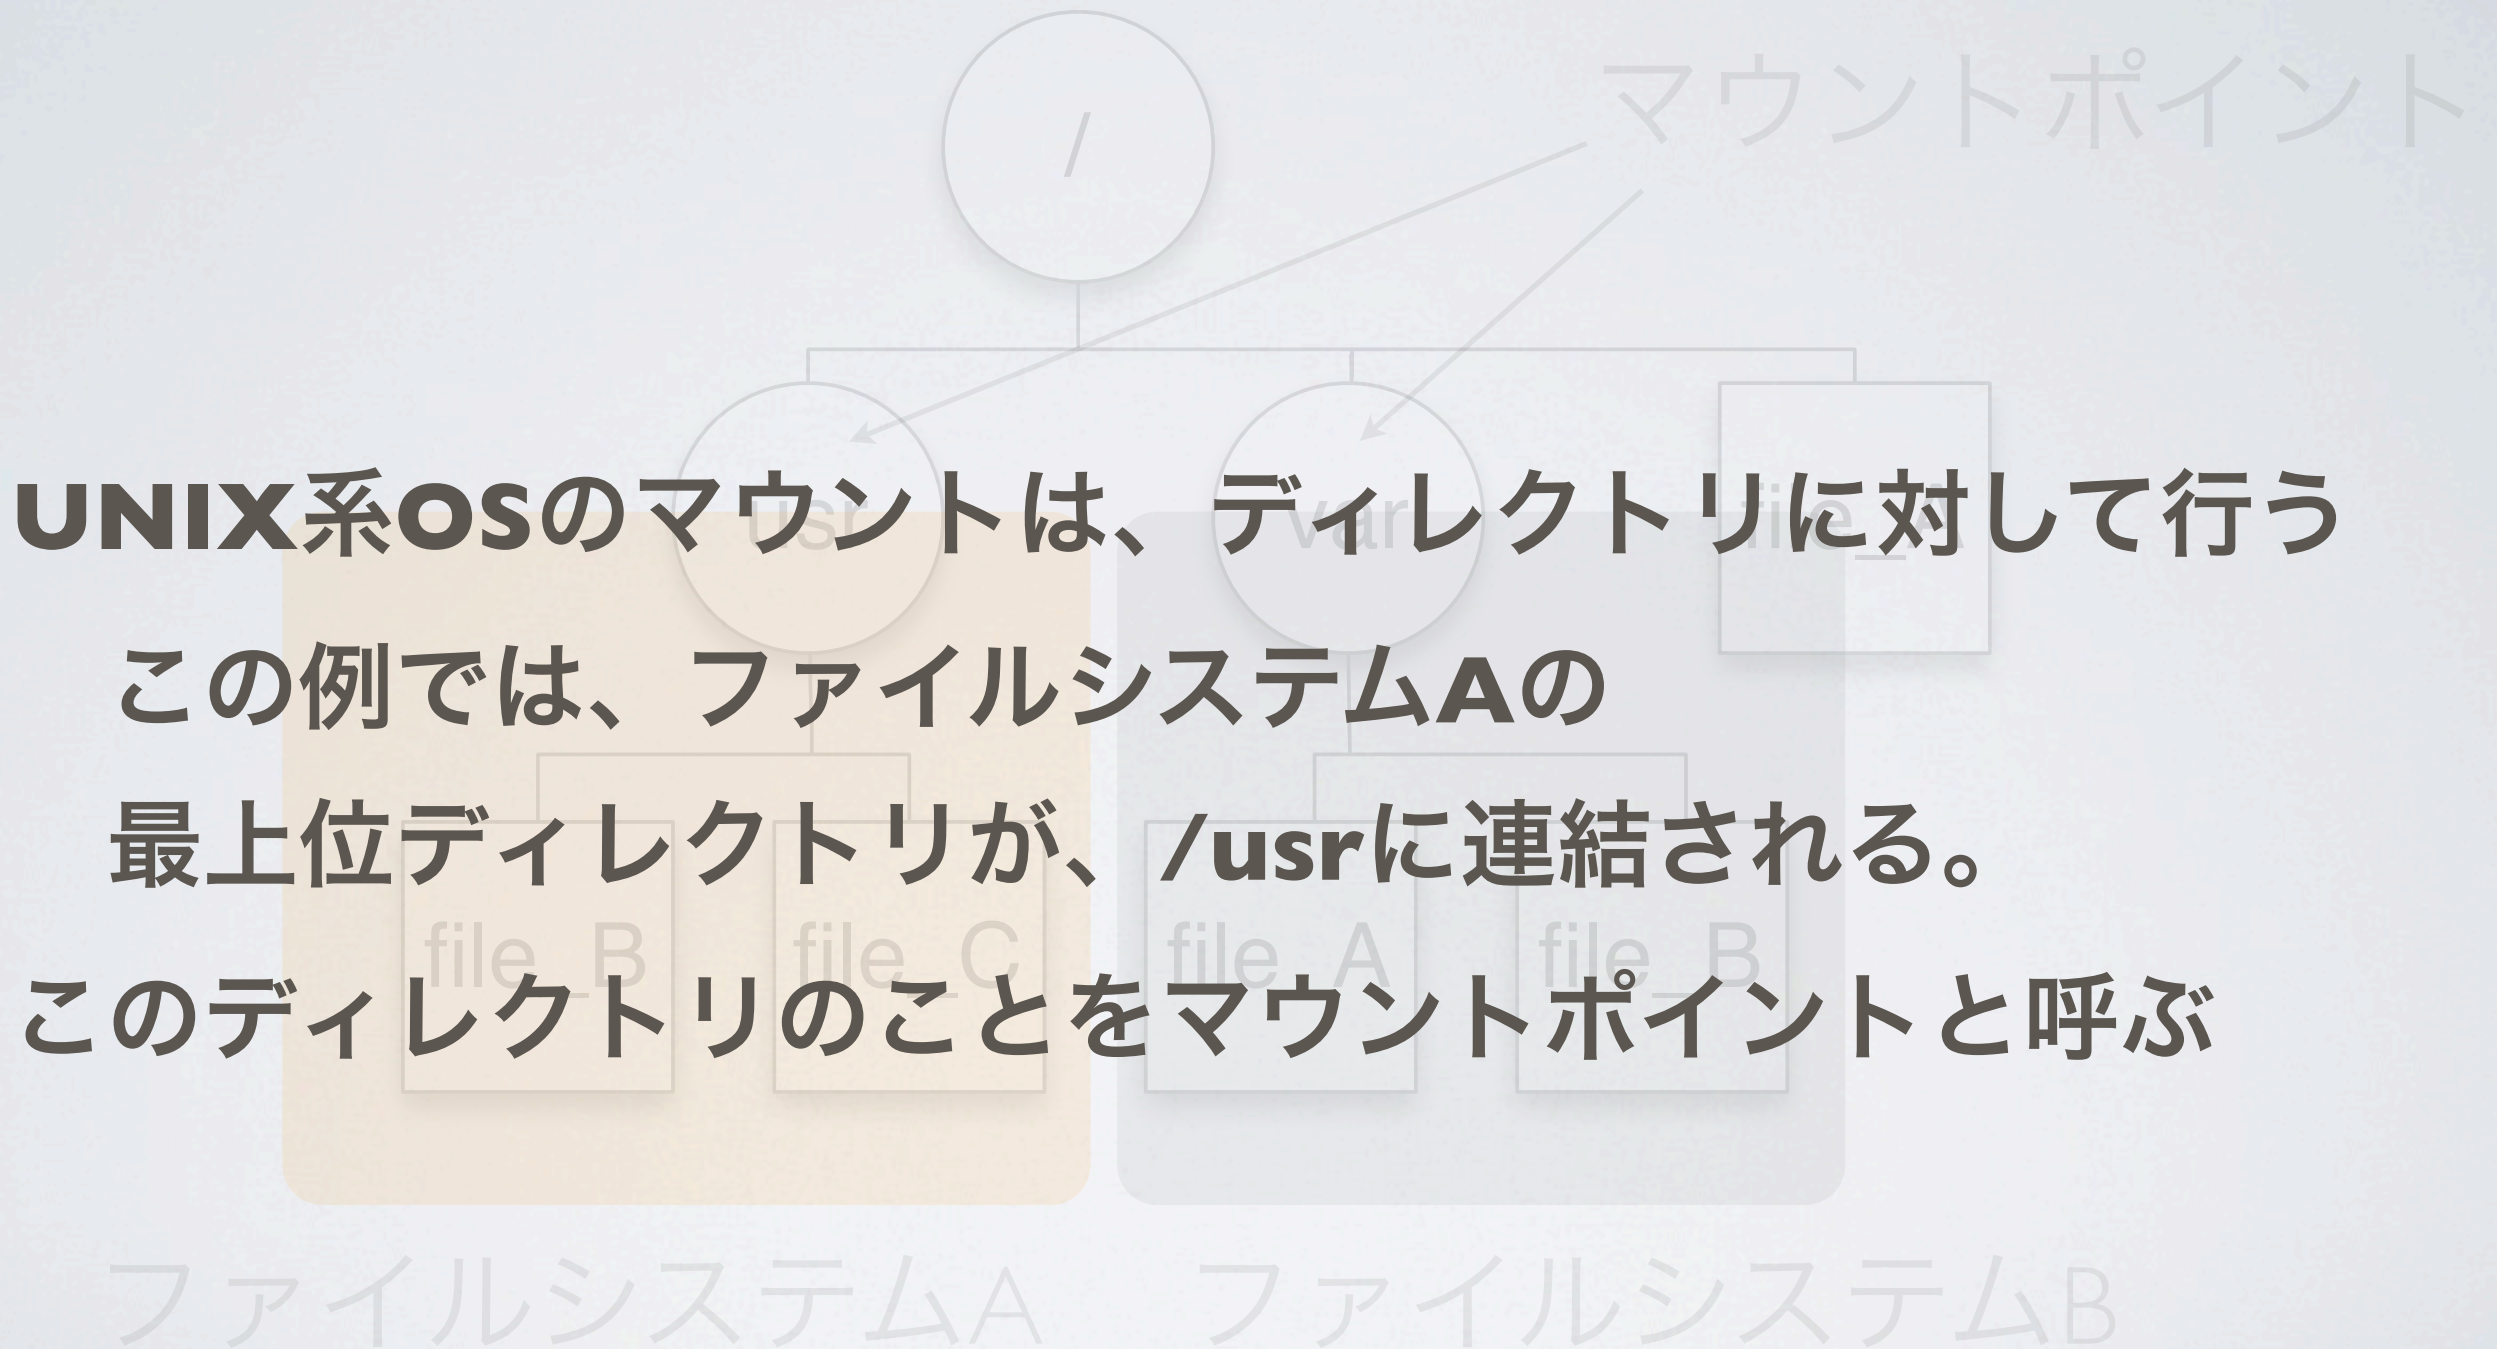 /
マウントポイント
usr
var
file_A
UNIX系OSのマウントは、ディレクトリに対して行う
この例では、ファイルシステムAの
最上位ディレクトリが、/usrに連結される。
file_B
file_C
file_A
file_B
このディレクトリのことをマウントポイントと呼ぶ
ファイルシステムA
ファイルシステムB